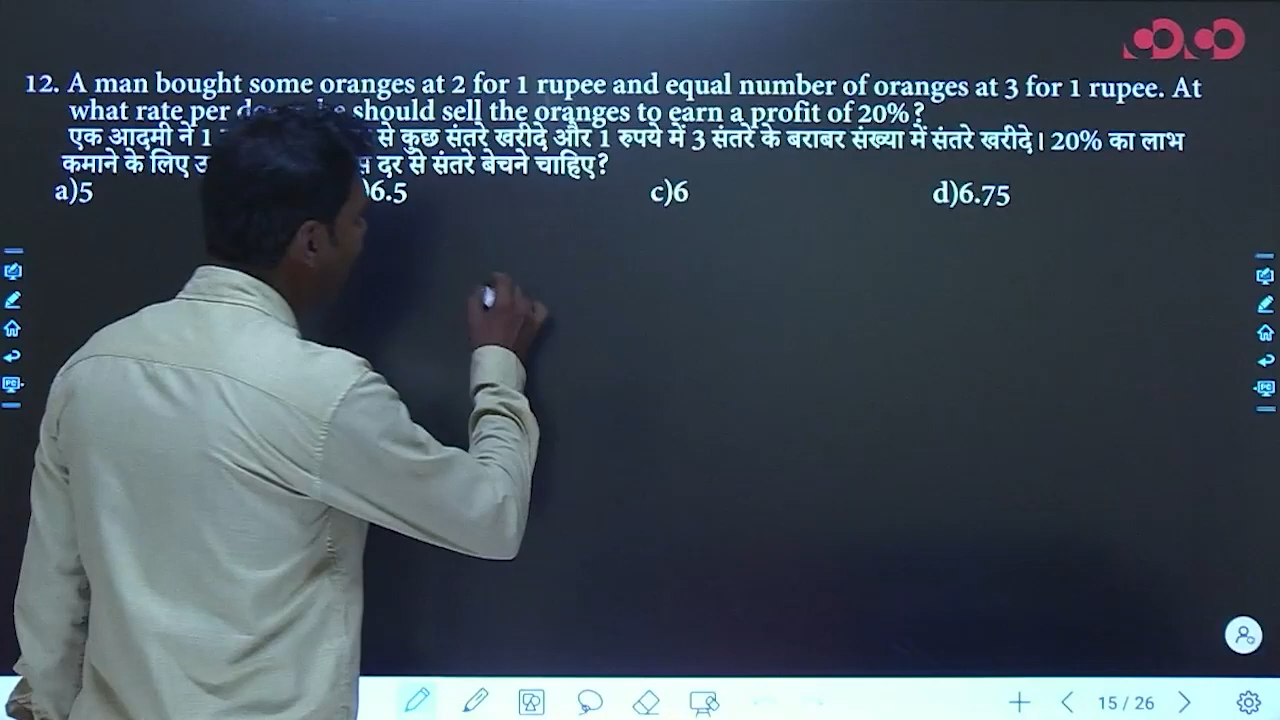 12. A man bought some oranges at 2 for 1 rupee and equal number of oranges at 3 for 1 rupee. At
what rate per should sell the oranges to earn a profit of 20%?
एक आदमी ने 1 से कुछ संतरे खरीदे और 1 रुपये में 3 संतरे के बराबर संख्या में संतरे खरीदे। 20% का लाभ
कमाने के लिए दर से संतरे बेचने चाहिए?
a)5 )6.5 c)6 d)6.75
PC PC
15 / 26